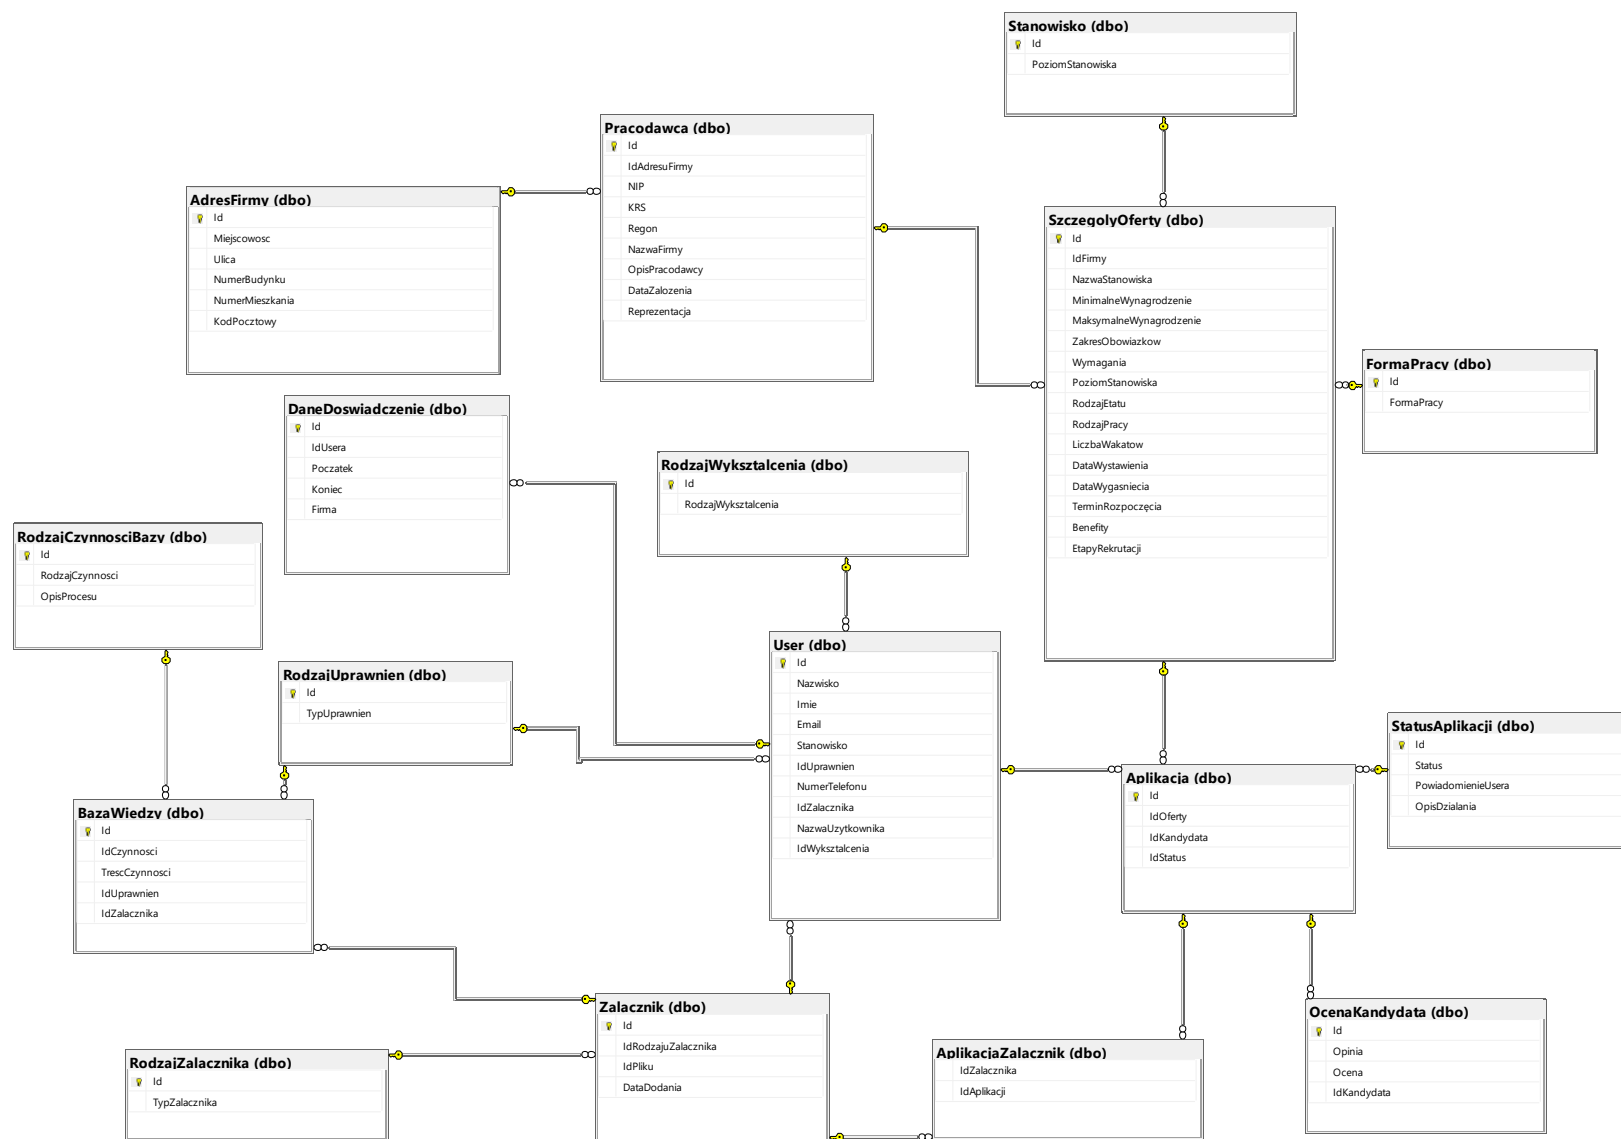 Stanowisko (dbo)
Id
PoziomStanowiska
Pracodawca (dbo)
Id
IdAdresuFirmy
NIP
KRS
Regon
NazwaFirmy
OpisPracodawcy
DataZalozenia
Reprezentacja
AdresFirmy (dbo)
Id
Miejscowosc
Ulica
NumerBudynku
NumerMieszkania
KodPocztowy
SzczegolyOferty (dbo)
Id
IdFirmy
NazwaStanowiska
MinimalneWynagrodzenie
MaksymalneWynagrodzenie
ZakresObowiazkow
Wymagania
PoziomStanowiska
RodzajEtatu
RodzajPracy
LiczbaWakatow
DataWystawienia
DataWygasniecia
TerminRozpoczęcia
Benefity
EtapyRekrutacji
FormaPracy (dbo)
Id
FormaPracy
DaneDoswiadczenie (dbo)
Id
IdUsera
Poczatek
Koniec
Firma
RodzajWyksztalcenia (dbo)
Id
RodzajWyksztalcenia
RodzajCzynnosciBazy (dbo)
Id
RodzajCzynnosci
OpisProcesu
User (dbo)
Id
Nazwisko
Imie
Email
Stanowisko
IdUprawnien
NumerTelefonu
IdZalacznika
NazwaUzytkownika
IdWyksztalcenia
RodzajUprawnien (dbo)
Id
TypUprawnien
StatusAplikacji (dbo)
Id
Status
PowiadomienieUsera
OpisDzialania
Aplikacja (dbo)
Id
IdOferty
IdKandydata
IdStatus
BazaWiedzy (dbo)
Id
IdCzynnosci
TrescCzynnosci
IdUprawnien
IdZalacznika
Zalacznik (dbo)
Id
IdRodzajuZalacznika
IdPliku
DataDodania
OcenaKandydata (dbo)
Id
Opinia
Ocena
IdKandydata
AplikacjaZalacznik (dbo)
IdZalacznika
IdAplikacji
RodzajZalacznika (dbo)
Id
TypZalacznika